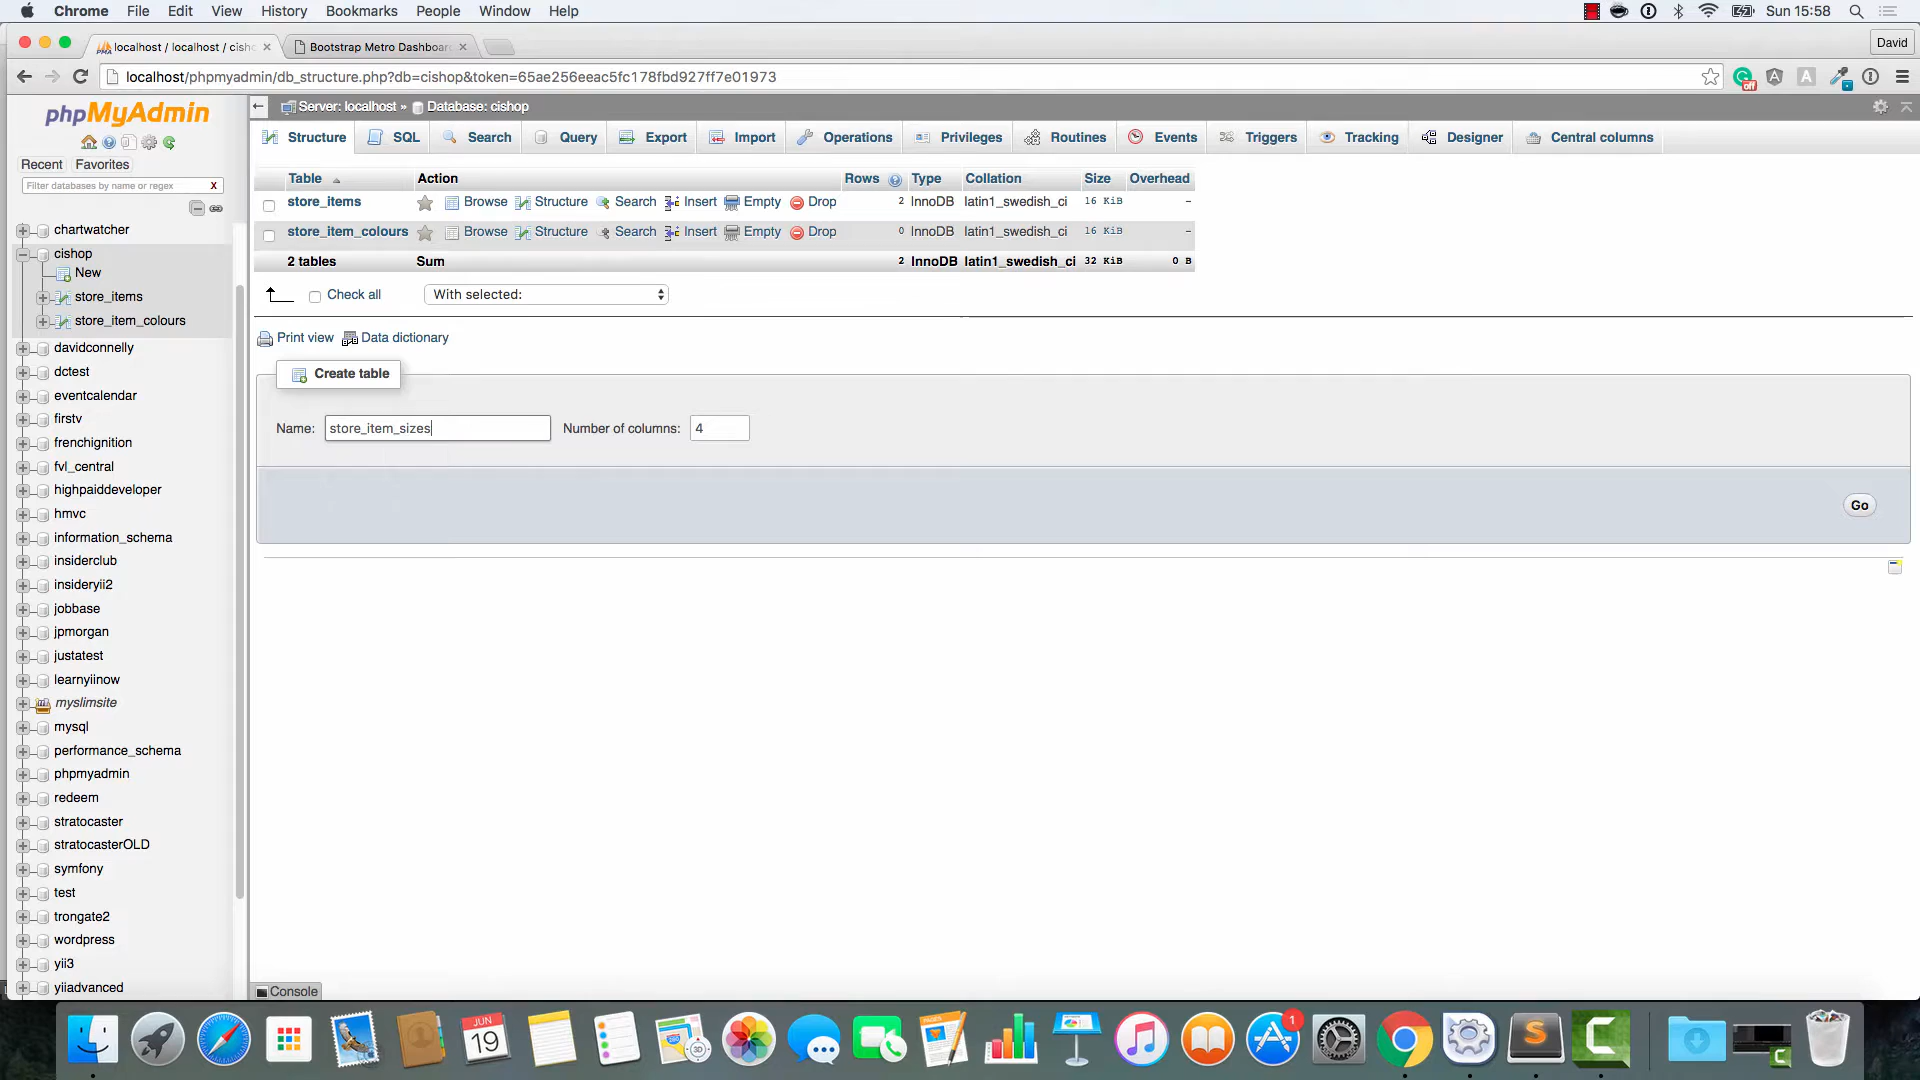 Chrome File Edit View History Bookmarks People Window Help Sun 15:58
localhost / localhost / cish Bootstrap Metro Dashboar David
localhost/phpmyadmin/db_structure.php?db=cishop&token=65ae256eeac5fc178fbd927ff7e01973
phpMyAdmin
Recent Favorites
Filter databases by name or regex X
chartwatcher
cishop
New
store_items
store_item_colours
davidconnelly
dctest
eventcalendar
firstv
frenchignition
fvl_central
highpaiddeveloper
hmvc
information_schema
insiderclub
insideryii2
jobbase
jpmorgan
justatest
learnyiinow
myslimsite
mysql
performance_schema
phpmyadmin
redeem
stratocaster
stratocasterOLD
symfony
test
trongate2
wordpress
yii3
yiiadvanced
Server: localhost » Database: cishop
Structure SQL Search Query Export Import Operations Privileges Routines Events Triggers Tracking Designer Central columns
Table Action Rows Type Collation Size Overhead
store_items Browse Structure Search Insert Empty Drop 2 InnoDB latin1_swedish_ci 16 KiB -
store_item_colours Browse Structure Search Insert Empty Drop 0 InnoDB latin1_swedish_ci 16 KiB -
2 tables Sum 2 InnoDB latin1_swedish_ci 32 KiB 0 B
Check all With selected:
Print view Data dictionary
Create table
Name: store_item_sizes Number of columns: 4
Go
Console
JUN
19
3D
1